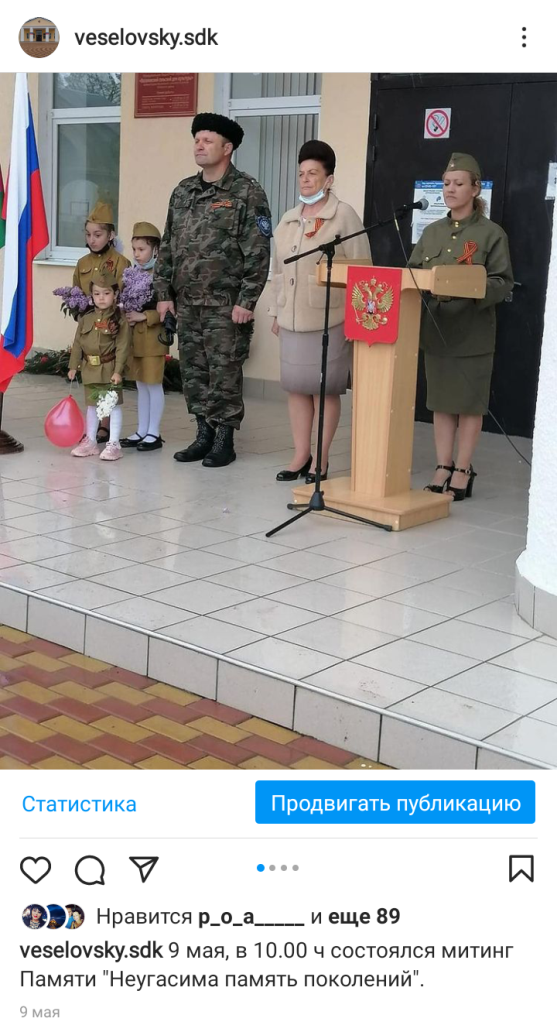 veselovsky.sdk
Статистика
Продвигать публикацию
Нравится p_o_a_____ и еще 89
veselovsky.sdk 9 мая, в 10.00 ч состоялся митинг
Памяти "Неугасима память поколений".
9 мая